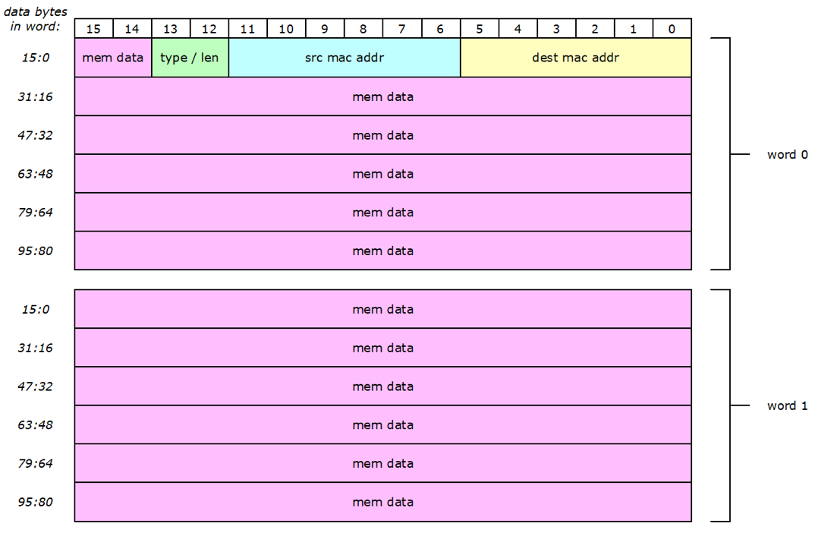 data bytes
in word:
15 14 13 12 11 10 9 8 7 6 5 4 3 2 1 0
15:0 mem data type / len src mac addr dest mac addr
31:16 mem data
47:32 mem data
63:48 mem data word 0
79:64 mem data
95:80 mem data
15:0 mem data
31:16 mem data
47:32 mem data
63:48 mem data word 1
79:64 mem data
95:80 mem data